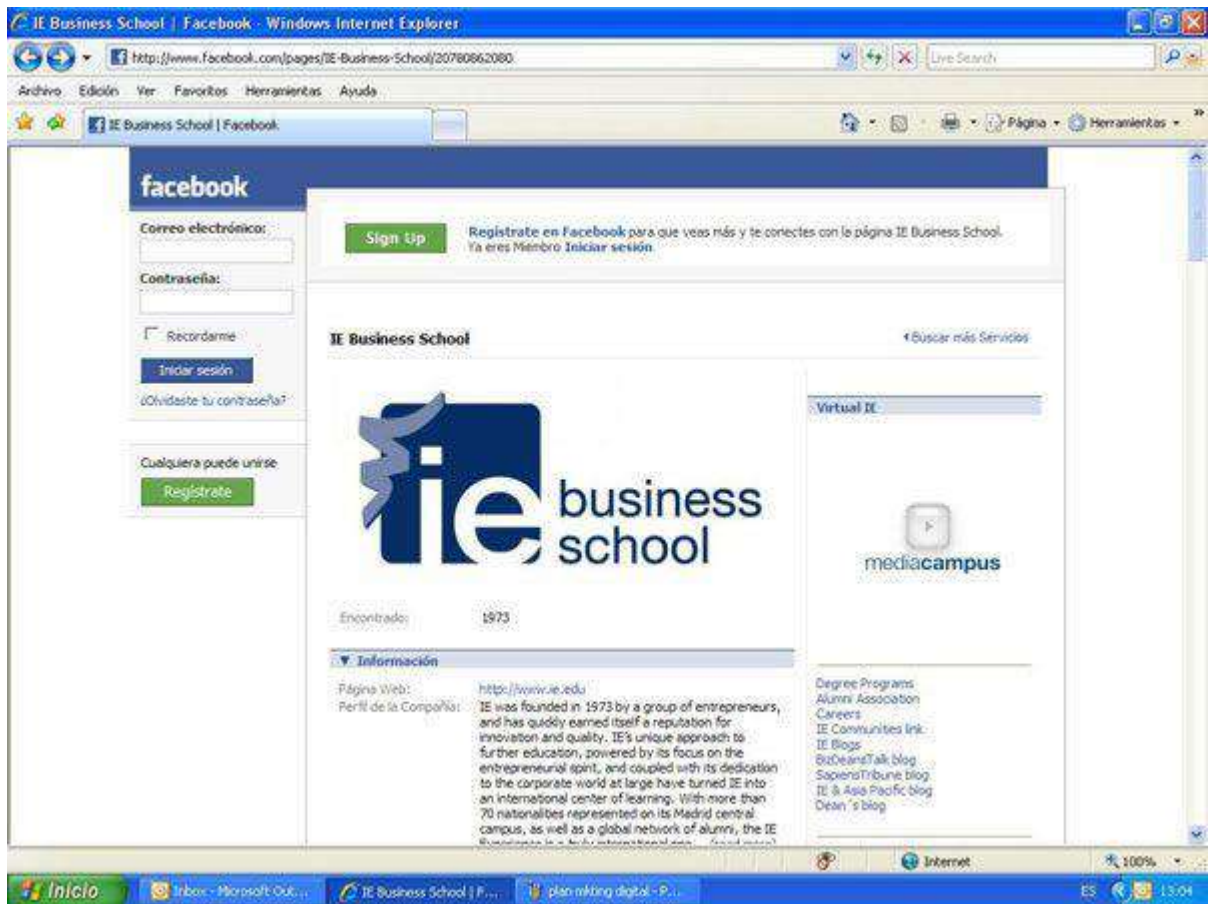 IE Business School | Facebook - Windows Internet Explorer
http://www.facebook.com/pages/IE-Business-School/20780862080
Live Search
Archivo Edición Ver Favoritos Herramientas Ayuda
IE Business School | Facebook
Página
Herramientas
facebook
Correo electrónico:
Contraseña:
Recordarme
Iniciar sesión
¿Olvidaste tu contraseña?
Cualquiera puede unirse
Regístrate
Sign Up
Regístrate en Facebook para que veas más y te conectes con la página IE Business School.
Ya eres Miembro Iniciar sesión.
IE Business School
Buscar más Servicios
ie business
school
Encontrado: 1973
Información
Página Web: http://www.ie.edu
Perfil de la Compañía: IE was founded in 1973 by a group of entrepreneurs,
and has quickly earned itself a reputation for
innovation and quality. IE's unique approach to
further education, powered by its focus on the
entrepreneurial spirit, and coupled with its dedication
to the corporate world at large have turned IE into
an international center of learning. With more than
70 nationalities represented on its Madrid central
campus, as well as a global network of alumni, the IE
Virtual IE
mediacampus
Degree Programs
Alumni Association
Careers
IE Communities link
IE Blogs
BizDeansTalk blog
SapiensTribune blog
IE & Asia Pacific blog
Dean´s blog
Internet
100%
Inicio
Inbox - Microsoft Out...
IE Business School | F...
plan mkting digital - P...
ES
13:04